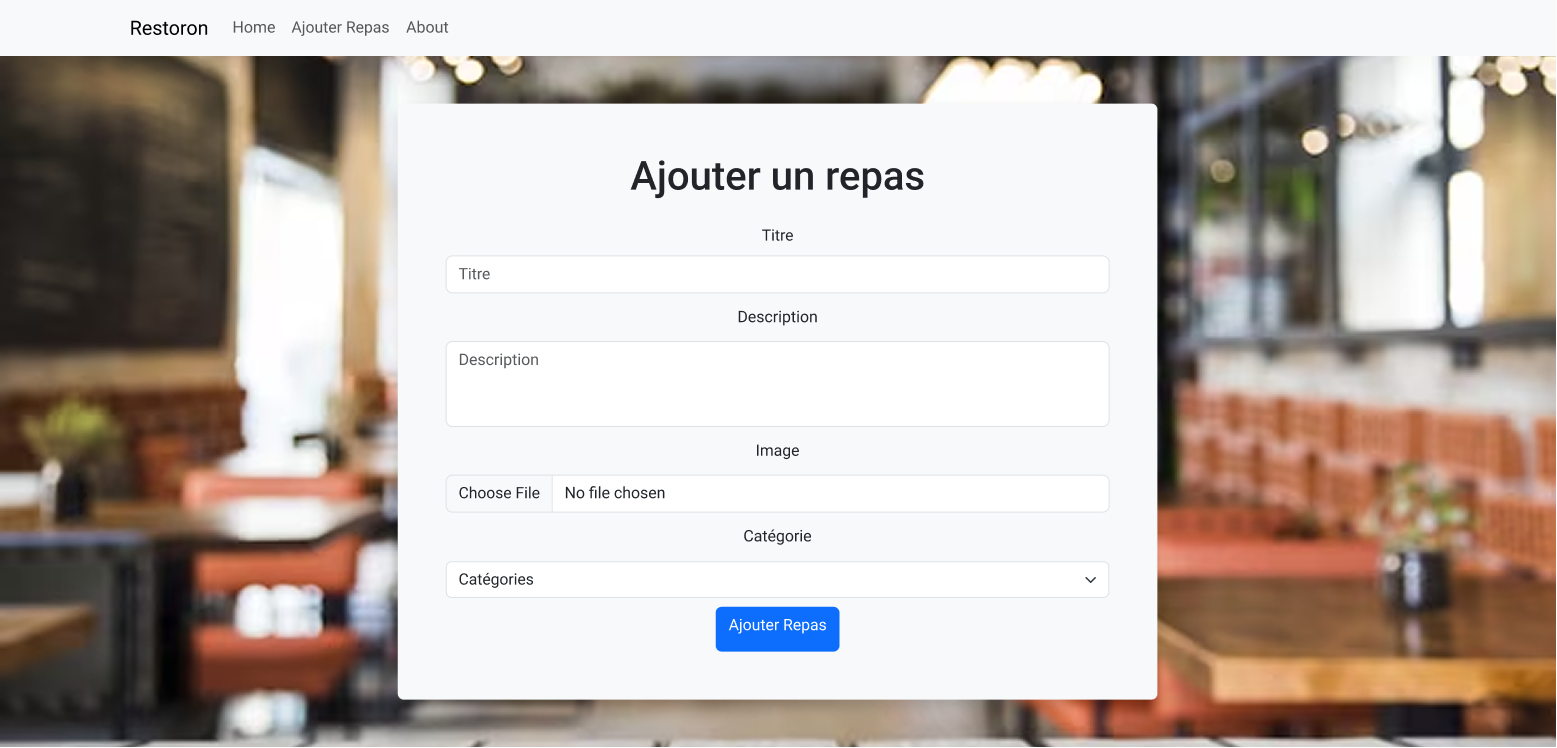 Restoron Home Ajouter Repas About
Ajouter un repas
Titre
Titre
Description
Description
Image
Choose File No file chosen
Catégorie
Catégories
Ajouter Repas